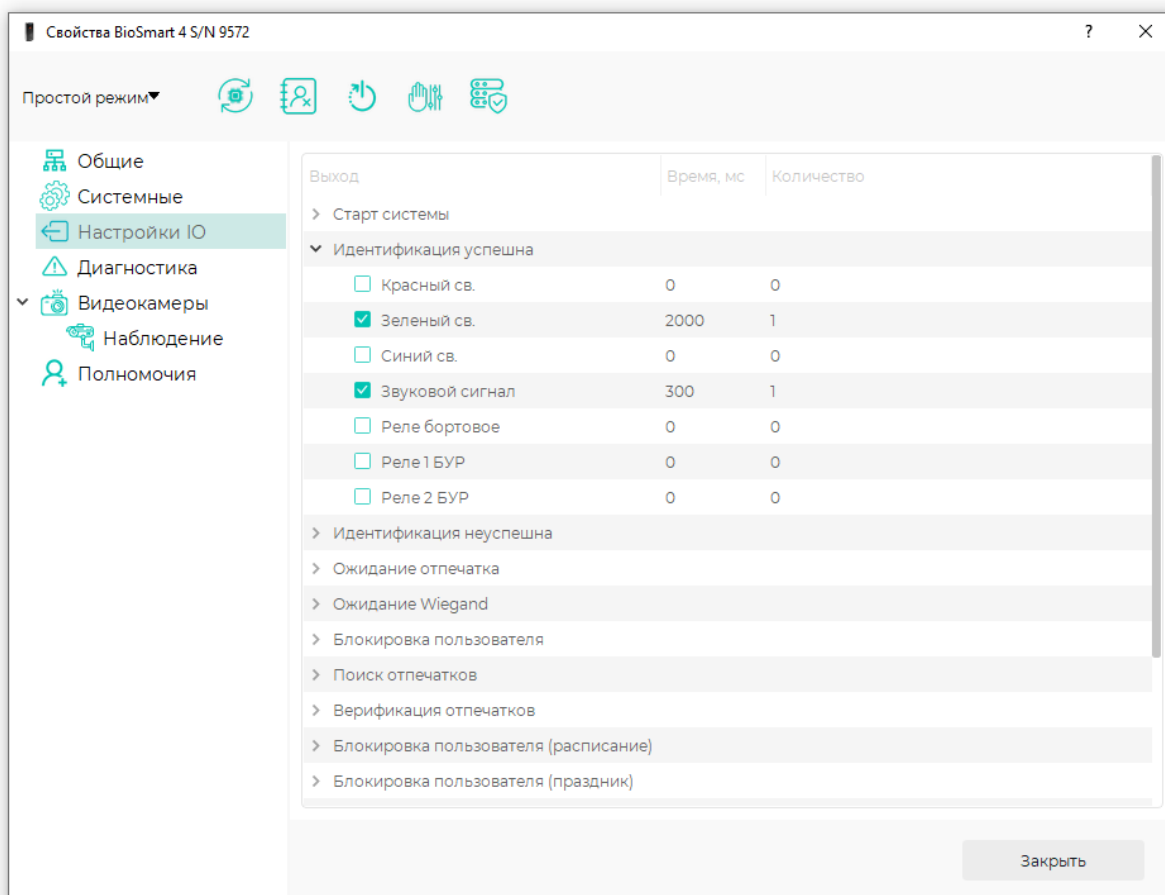 Свойства BioSmart 4 S/N 9572
?
Простой режим
Общие
Системные
Настройки IO
Диагностика
Видеокамеры
Наблюдение
Полномочия
Выход Время, мс Количество
Старт системы
Идентификация успешна
Красный св. 0 0
Зеленый св. 2000 1
Синий св. 0 0
Звуковой сигнал 300 1
Реле бортовое 0 0
Реле 1 БУР 0 0
Реле 2 БУР 0 0
Идентификация неуспешна
Ожидание отпечатка
Ожидание Wiegand
Блокировка пользователя
Поиск отпечатков
Верификация отпечатков
Блокировка пользователя (расписание)
Блокировка пользователя (праздник)
Закрыть